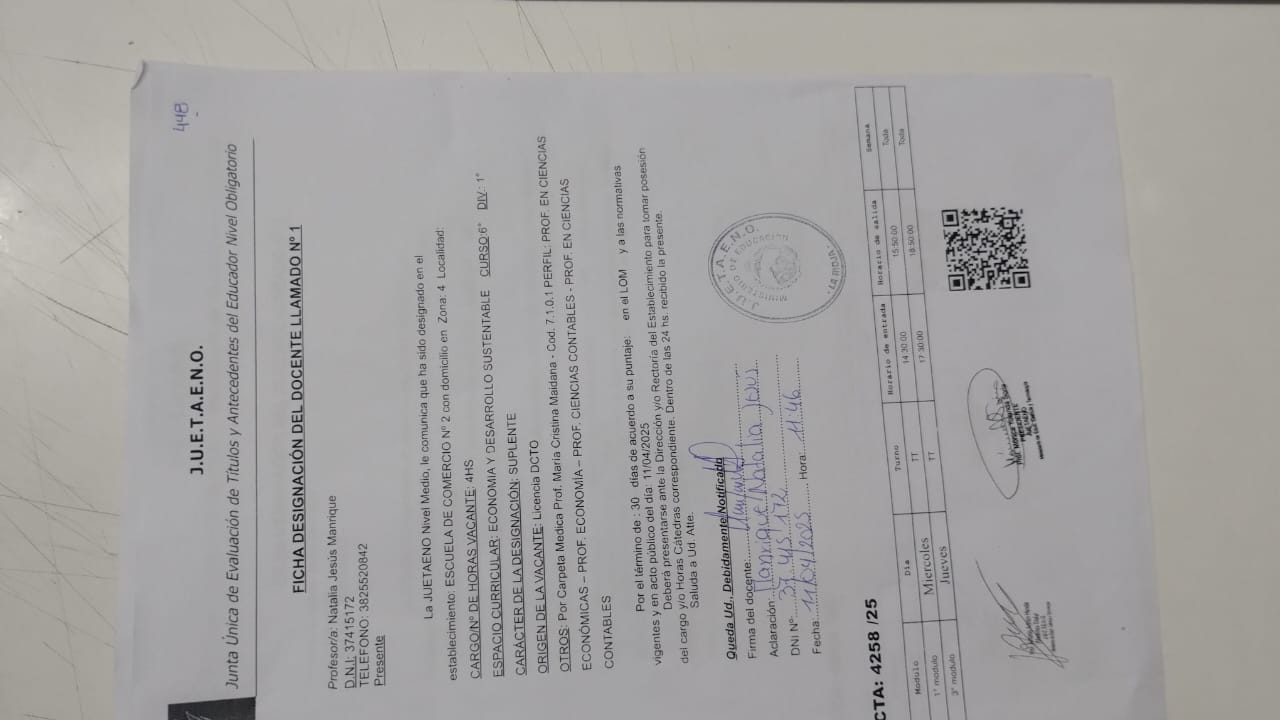 448
J.U.E.T.A.E.N.O.
Junta Única de Evaluación de Títulos y Antecedentes del Educador Nivel Obligatorio
FICHA DESIGNACIÓN DEL DOCENTE LLAMADO Nº 1
Profesor/a: Natalia Jesús Manrique
D.N.I: 37415172
TELEFONO: 3825520842
Presente
La JUETAENO Nivel Medio, le comunica que ha sido designado en el
establecimiento: ESCUELA DE COMERCIO Nº 2 con domicilio en Zona: 4 Localidad:
CARGO/Nº DE HORAS VACANTE: 4HS
ESPACIO CURRICULAR: ECONOMIA Y DESARROLLO SUSTENTABLE CURSO:6° DIV.: 1°
CARÁCTER DE LA DESIGNACIÓN: SUPLENTE
ORIGEN DE LA VACANTE: Licencia DCTO
OTROS: Por Carpeta Medica Prof. María Cristina Maidana - Cod. 7.1.0.1 PERFIL: PROF. EN CIENCIAS
ECONÓMICAS – PROF. ECONOMÍA – PROF. CIENCIAS CONTABLES - PROF. EN CIENCIAS
CONTABLES
Por el término de : 30 días de acuerdo a su puntaje: en el LOM y a las normativas
vigentes y en acto público del día: 11/04/2025
Deberá presentarse ante la Dirección y/o Rectoría del Establecimiento para tomar posesión
del cargo y/o Horas Cátedras correspondiente. Dentro de las 24 hs. recibido la presente.
Saluda a Ud. Atte.
Queda Ud., Debidamente Notificado
Firma del docente:
Aclaración: Manrique Natalia Jesus
DNI Nº: 37.415.172
Fecha: 11/04/2025 Hora: 11:46
J.U.E.T.A.E.N.O.
MINISTERIO DE EDUCACIÓN
- LA RIOJA -
CTA: 4258 /25
Modulo Dia Turno Horario de entrada Horario de salida Semana
1° modulo Miercoles TT 14:30:00 15:50:00 Toda
3° modulo Jueves TT 17:30:00 18:50:00 Toda
PRESIDENTE